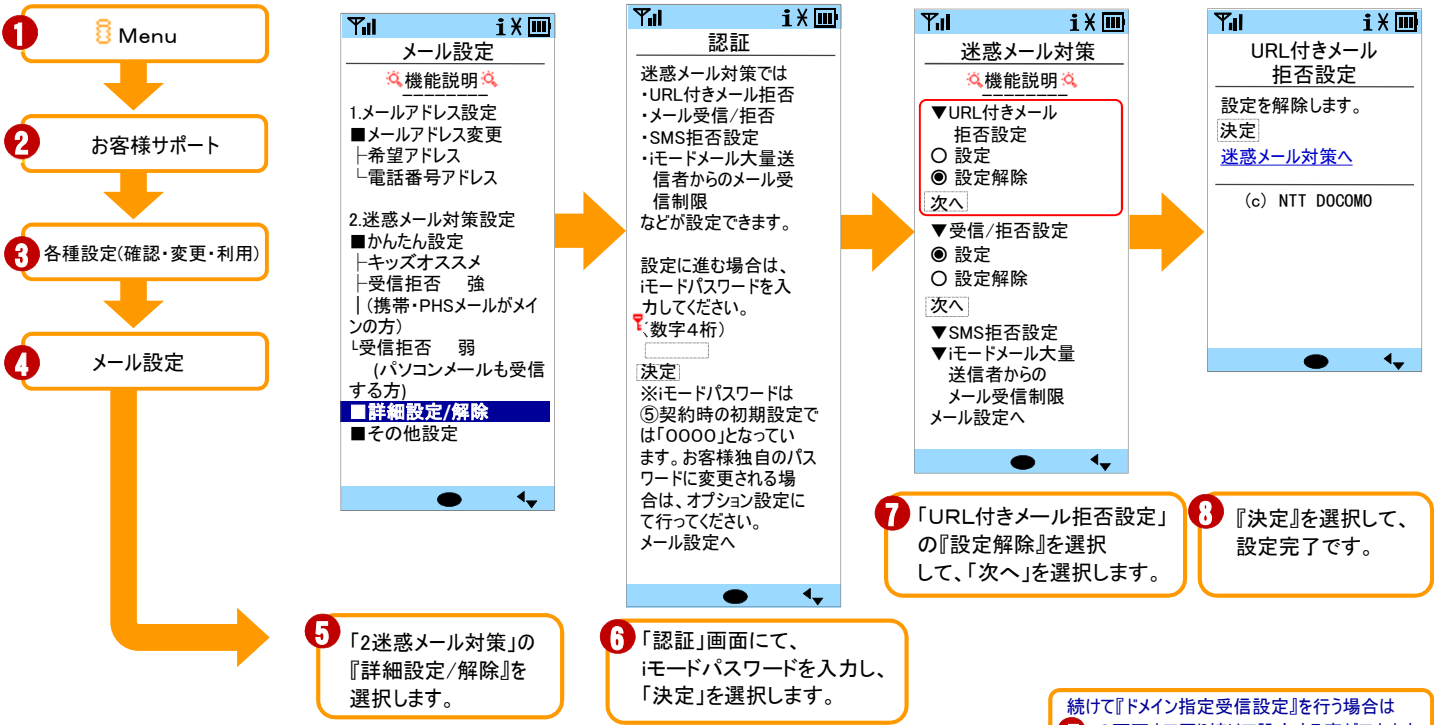 1
Menu
2
お客様サポート
3
各種設定(確認・変更・利用)
4
メール設定
メール設定
機能説明
1.メールアドレス設定
■メールアドレス変更
├希望アドレス
└電話番号アドレス
2.迷惑メール対策設定
■かんたん設定
├キッズオススメ
├受信拒否 強
│(携帯・PHSメールがメイ
ンの方)
└受信拒否 弱
(パソコンメールも受信
する方)
■詳細設定/解除
■その他設定
5
「2迷惑メール対策」の
『詳細設定/解除』を
選択します。
認証
迷惑メール対策では
・URL付きメール拒否
・メール受信/拒否
・SMS拒否設定
・iモードメール大量送
信者からのメール受
信制限
などが設定できます。
設定に進む場合は、
iモードパスワードを入
力してください。
(数字4桁)
決定
※iモードパスワードは
⑤契約時の初期設定で
は「0000」となってい
ます。お客様独自のパス
ワードに変更される場
合は、オプション設定に
て行ってください。
メール設定へ
6
「認証」画面にて、
iモードパスワードを入力し、
「決定」を選択します。
迷惑メール対策
機能説明
▼URL付きメール
拒否設定
○ 設定
◉ 設定解除
次へ
▼受信/拒否設定
◉ 設定
○ 設定解除
次へ
▼SMS拒否設定
▼iモードメール大量
送信者からの
メール受信制限
メール設定へ
7
「URL付きメール拒否設定」
の『設定解除』を選択
して、「次へ」を選択します。
URL付きメール
拒否設定
設定を解除します。
決定
迷惑メール対策へ
(c) NTT DOCOMO
8
『決定』を選択して、
設定完了です。
続けて『ドメイン指定受信設定』を行う場合は